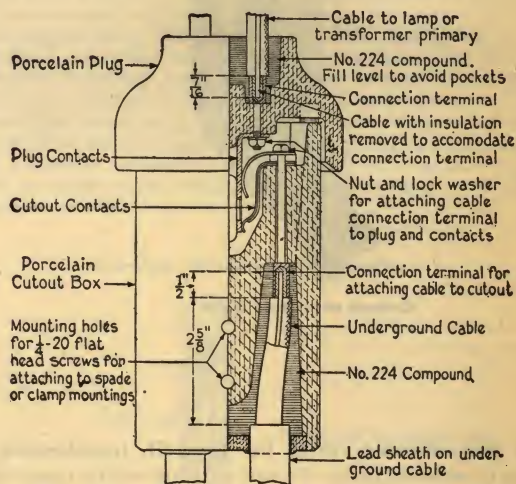 Cable to lamp or
transformer primary
Porcelain Plug
No. 224 compound.
Fill level to avoid pockets
7/16"
Connection terminal
Cable with insulation
removed to accomodate
connection terminal
Plug Contacts
Nut and lock washer
for attaching cable
connection terminal
to plug and contacts
Cutout Contacts
Porcelain
Cutout Box
1/2"
Connection terminal for
attaching cable to cutout
Mounting holes
for 1/4-20 flat
head screws for
attaching to spade
or clamp mountings
2 5/8"
Underground Cable
No. 224 Compound
Lead sheath on under-
ground cable